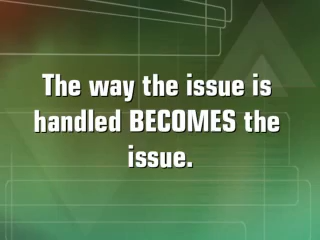 The way the issue is
handled BECOMES the
issue.